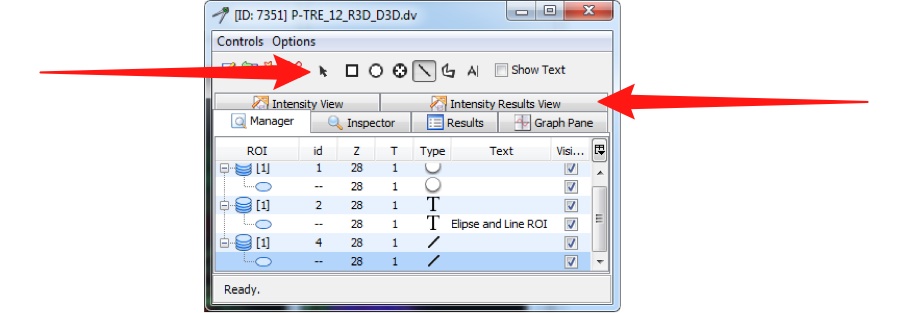 [ID: 7351] P-TRE_12_R3D_D3D.dv
Controls Options
Show Text
Intensity View Intensity Results View
Manager Inspector Results Graph Pane
ROI id Z T Type Text Visi...
[1] 1 28 1
-- 28 1
[1] 2 28 1 T
-- 28 1 T Elipse and Line ROI
[1] 4 28 1
-- 28 1
Ready.